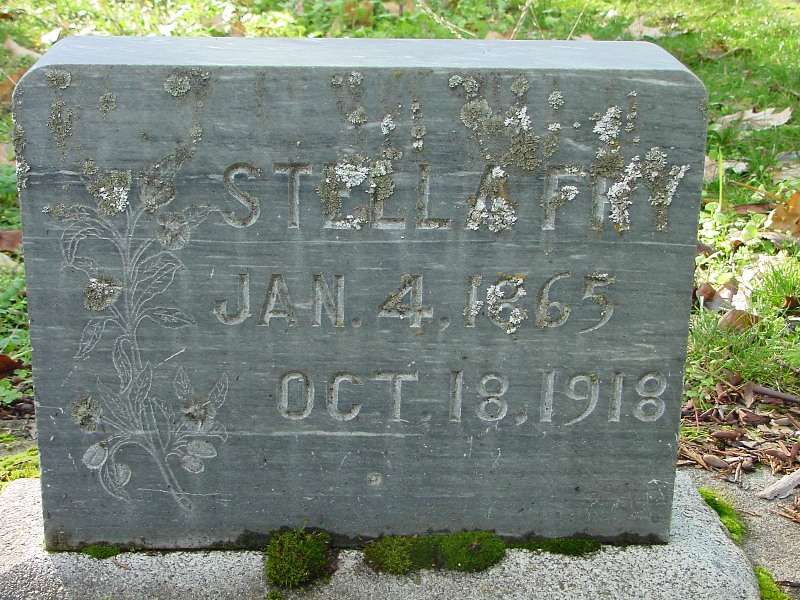 STELLA FRY
JAN. 4, 1865
OCT. 18, 1918